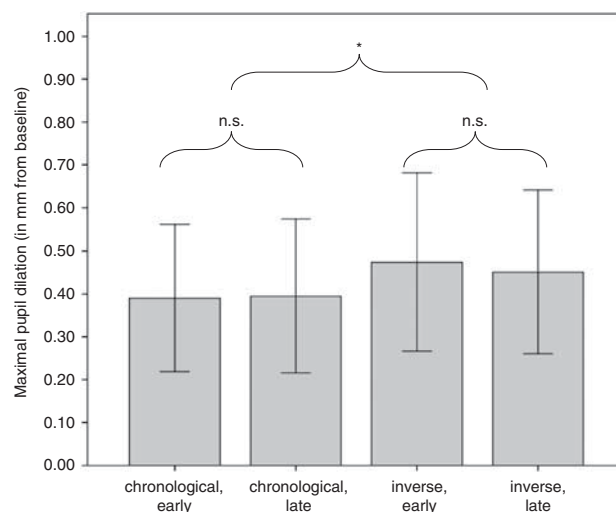 1.00
*
0.90
0.80
n.s.
n.s.
0.70
0.60
0.50
0.40
0.30
0.20
0.10
0.00
Maximal pupil dilation (in mm from baseline)
chronological,
early
chronological,
late
inverse,
early
inverse,
late